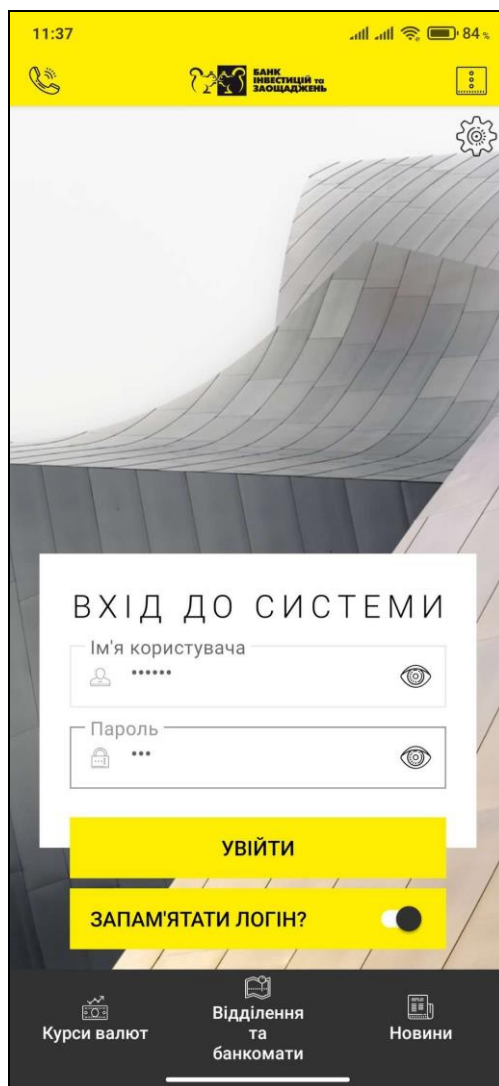 11:37
84%
БАНК
ІНВЕСТИЦІЙ ТА
ЗАОЩАДЖЕНЬ
ВХІД ДО СИСТЕМИ
Ім'я користувача
••••••
Пароль
•••
УВІЙТИ
ЗАПАМ'ЯТАТИ ЛОГІН?
Курси валют
Відділення
та
банкомати
Новини